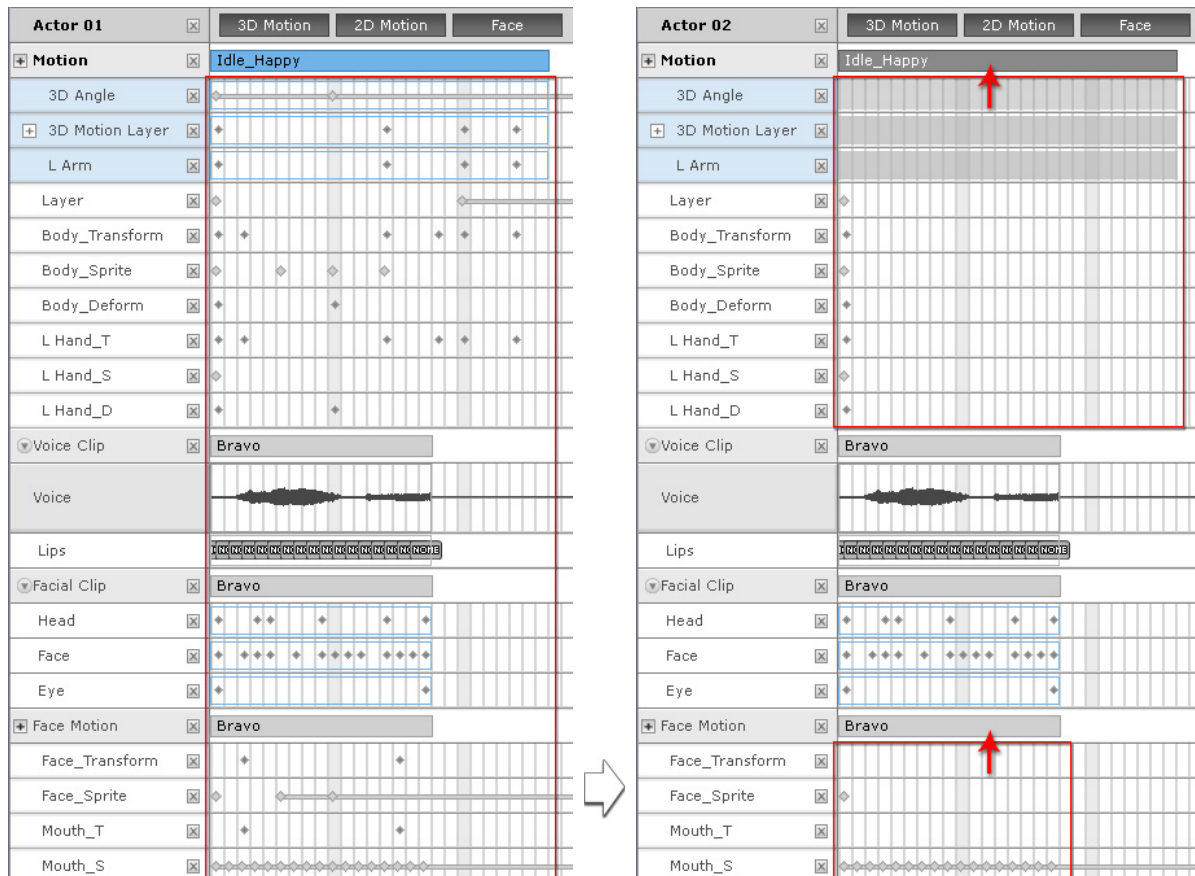 Actor 01 3D Motion 2D Motion Face
Motion Idle_Happy
3D Angle
3D Motion Layer
L Arm
Layer
Body_Transform
Body_Sprite
Body_Deform
L Hand_T
L Hand_S
L Hand_D
Voice Clip Bravo
Voice
Lips NONE
Facial Clip Bravo
Head
Face
Eye
Face Motion Bravo
Face_Transform
Face_Sprite
Mouth_T
Mouth_S
Actor 02 3D Motion 2D Motion Face
Motion Idle_Happy
3D Angle
3D Motion Layer
L Arm
Layer
Body_Transform
Body_Sprite
Body_Deform
L Hand_T
L Hand_S
L Hand_D
Voice Clip Bravo
Voice
Lips NONE
Facial Clip Bravo
Head
Face
Eye
Face Motion Bravo
Face_Transform
Face_Sprite
Mouth_T
Mouth_S